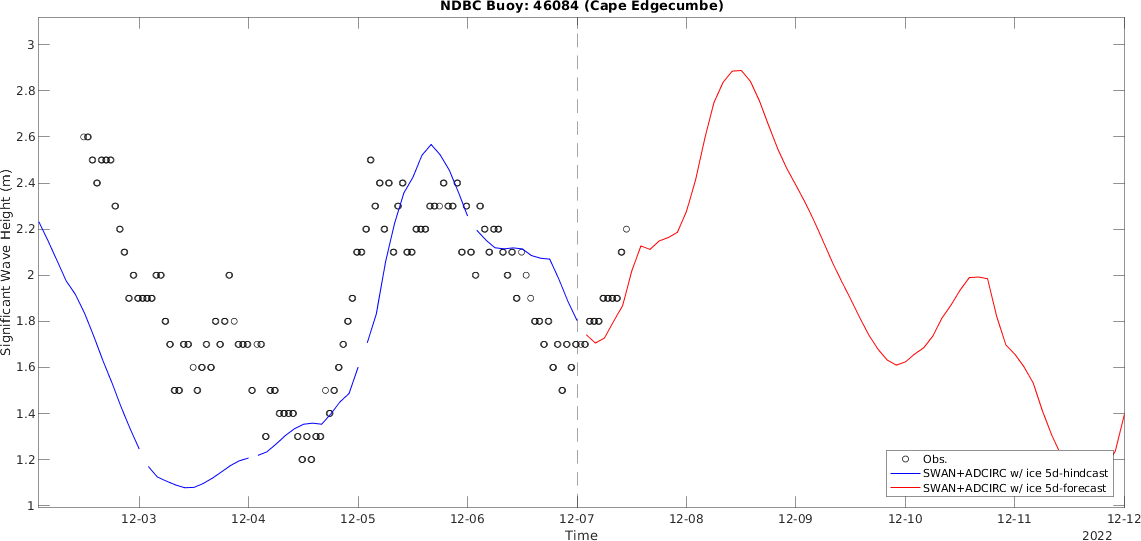 NDBC Buoy: 46084 (Cape Edgecumbe)
Significant Wave Height (m)
3
2.8
2.6
2.4
2.2
2
1.8
1.6
1.4
1.2
1
Obs.
SWAN+ADCIRC w/ ice 5d-hindcast
SWAN+ADCIRC w/ ice 5d-forecast
12-03 12-04 12-05 12-06 12-07 12-08 12-09 12-10 12-11 12-12
Time
2022